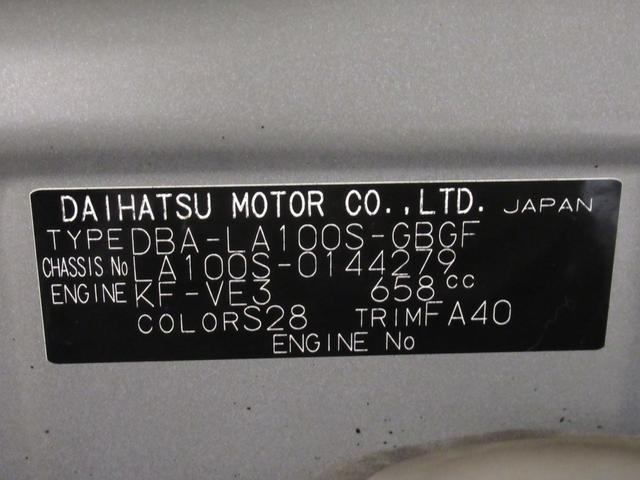 DAIHATSU MOTOR CO.,LTD. JAPAN
TYPE DBA-LA100S-GBGF
CHASSIS No LA100S-0144279
ENGINE KF-VE3 658cc
COLOR S28 TRIM FA40
ENGINE No